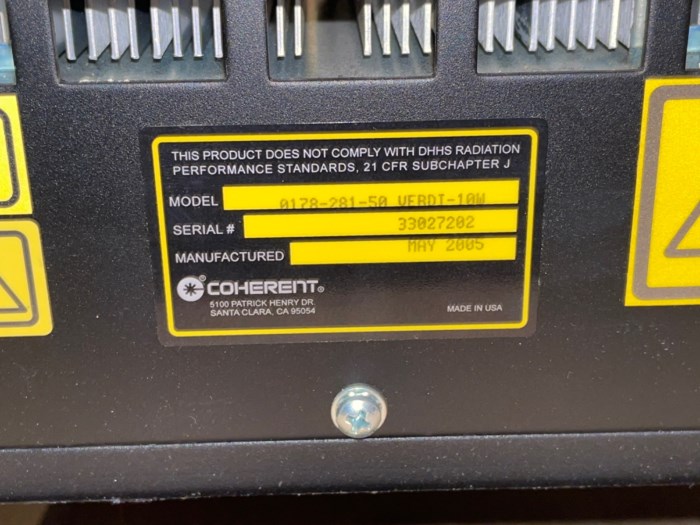 THIS PRODUCT DOES NOT COMPLY WITH DHHS RADIATION
PERFORMANCE STANDARDS, 21 CFR SUBCHAPTER J
MODEL 0178-281-50 VERDI-10W
SERIAL # 33027202
MANUFACTURED MAY 2005
COHERENT®
5100 PATRICK HENRY DR.
SANTA CLARA, CA 95054
MADE IN USA